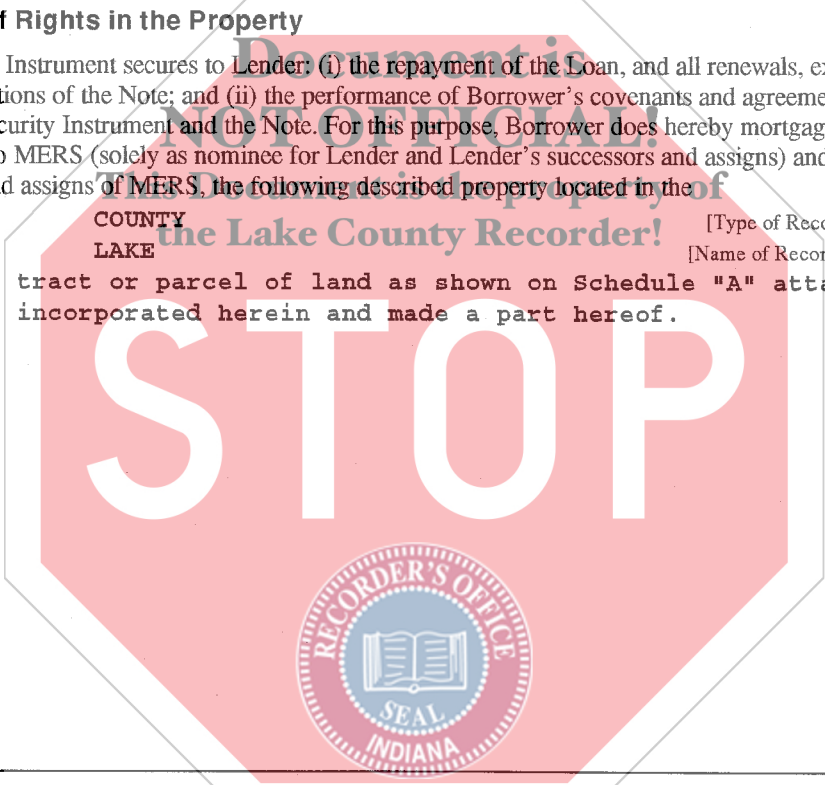 f Rights in the Property
Document is
Instrument secures to Lender: (i) the repayment of the Loan, and all renewals, ex
tions of the Note; and (ii) the performance of Borrower's covenants and agreeme
NOT OFFICIAL!
curity Instrument and the Note. For this purpose, Borrower does hereby mortgag
o MERS (solely as nominee for Lender and Lender's successors and assigns) and
This Document is the property of
d assigns of MERS, the following described property located in the
COUNTY [Type of Reco
the Lake County Recorder!
LAKE [Name of Recor
tract or parcel of land as shown on Schedule "A" atta
incorporated herein and made a part hereof.
STOP
RECORDER'S OFFICE
SEAL
INDIANA